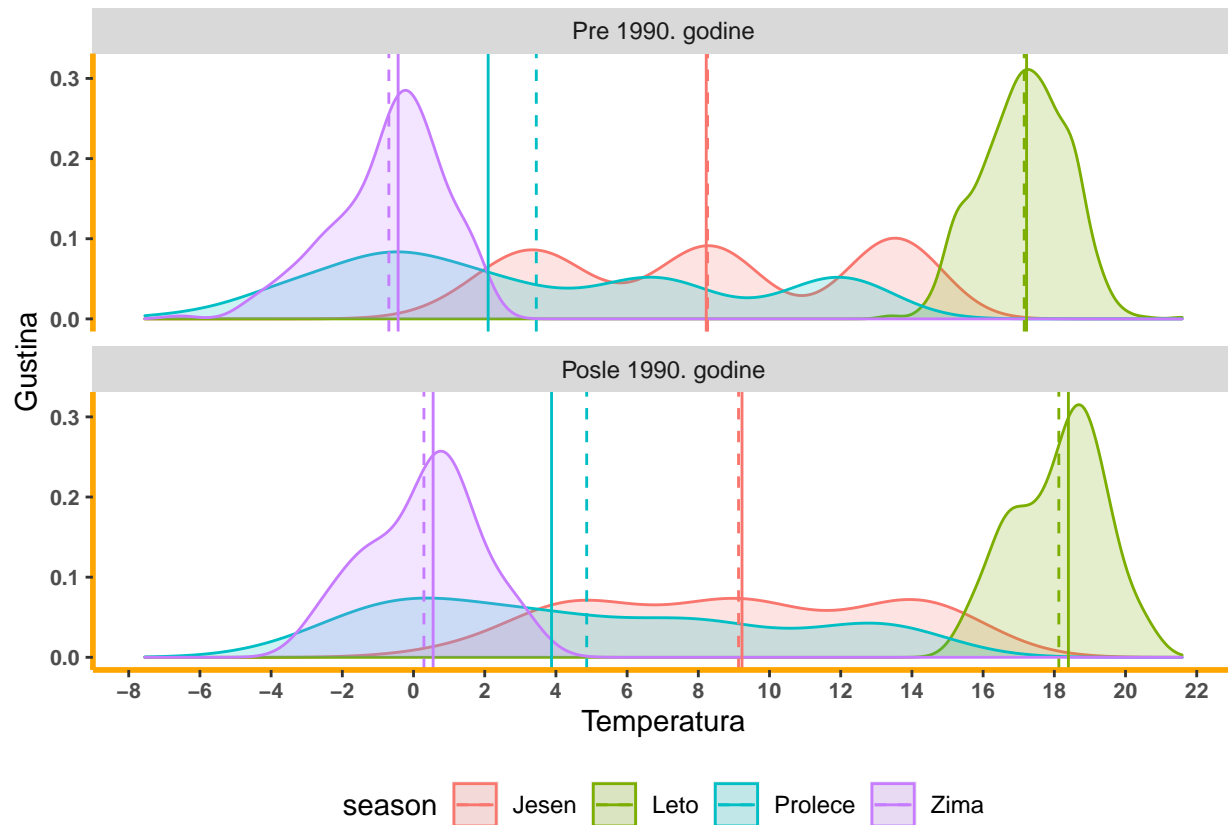 Pre 1990. godine
0.3
0.2
0.1
0.0
Gustina
Posle 1990. godine
0.3
0.2
0.1
0.0
−8 −6 −4 −2 0 2 4 6 8 10 12 14 16 18 20 22
Temperatura
season Jesen Leto Prolece Zima